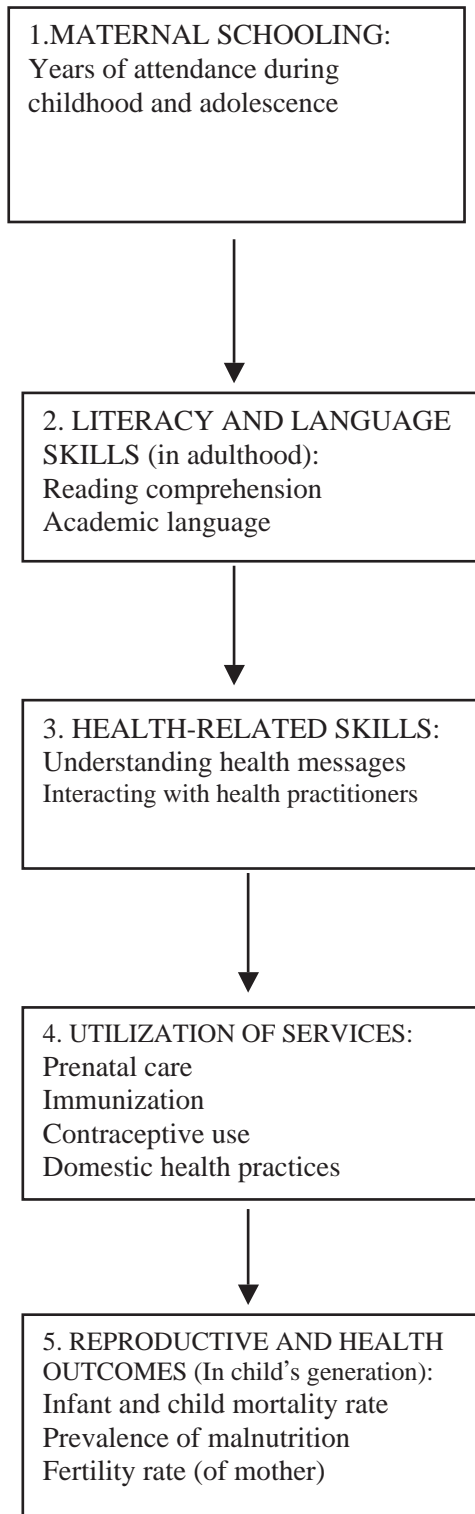 1.MATERNAL SCHOOLING:
Years of attendance during
childhood and adolescence
2. LITERACY AND LANGUAGE
SKILLS (in adulthood):
Reading comprehension
Academic language
3. HEALTH-RELATED SKILLS:
Understanding health messages
Interacting with health practitioners
4. UTILIZATION OF SERVICES:
Prenatal care
Immunization
Contraceptive use
Domestic health practices
5. REPRODUCTIVE AND HEALTH
OUTCOMES (In child's generation):
Infant and child mortality rate
Prevalence of malnutrition
Fertility rate (of mother)